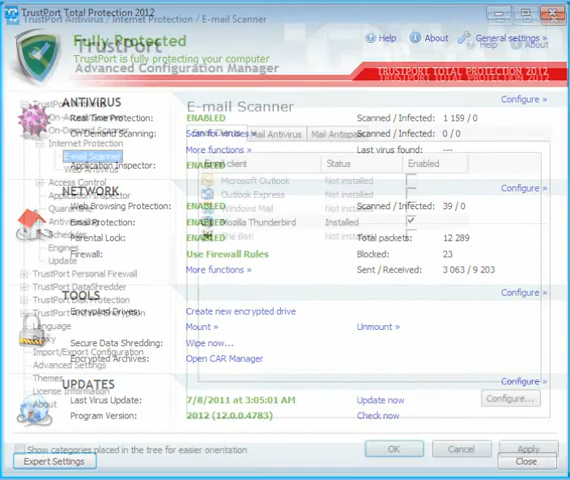 TrustPort Total Protection 2012
TrustPort Antivirus / Internet Protection / E-mail Scanner
Fully Protected
TrustPort
TrustPort is fully protecting your computer
Advanced Configuration Manager
Help
About
General settings »
Help
About
TRUSTPORT TOTAL PROTECTION 2012
TRUSTPORT TOTAL PROTECTION 2012
ANTIVIRUS
E-mail Scanner
Configure »
Real Time Protection:
ENABLED
Scanned / Infected:
1 159 / 0
On Demand Scanning:
Scan for viruses »
Mail Antivirus
Mail Antispam
Scanned / Infected:
0 / 0
Internet Protection
More functions »
Last virus found:
---
E-mail Scanner
Application Inspector:
ENABLED
client
Status
Enabled
Web Antivirus
Access Control
Microsoft Outlook
Not installed
NETWORK
Configure »
Application Inspector
Outlook Express
Not installed
Web Browsing Protection:
ENABLED
Windows Mail
Not installed
Scanned / Infected:
39 / 0
Email Protection:
ENABLED
Mozilla Thunderbird
Installed
Parental Lock:
ENABLED
The Bat!
Not installed
Total packets:
12 289
Engines
Firewall:
Use Firewall Rules
Blocked:
23
Update
TrustPort Personal Firewall
More functions »
Sent / Received:
3 063 / 9 203
TrustPort DataShredder
TOOLS
Configure »
TrustPort Disk Protection
Encrypted Drives:
Create new encrypted drive
Language
Mount »
Unmount »
Proxy
Secure Data Shredding:
Wipe now...
Import/Export Configuration
Encrypted Archives:
Open CAR Manager
Advanced Settings
Themes
UPDATES
Configure »
License Information
Last Virus Update:
7/8/2011 at 3:05:01 AM
Update now
Configure...
About
Program Version:
2012 (12.0.0.4783)
Check now
Show categories placed in the tree for easier orientation
OK
Cancel
Apply
Expert Settings
Close